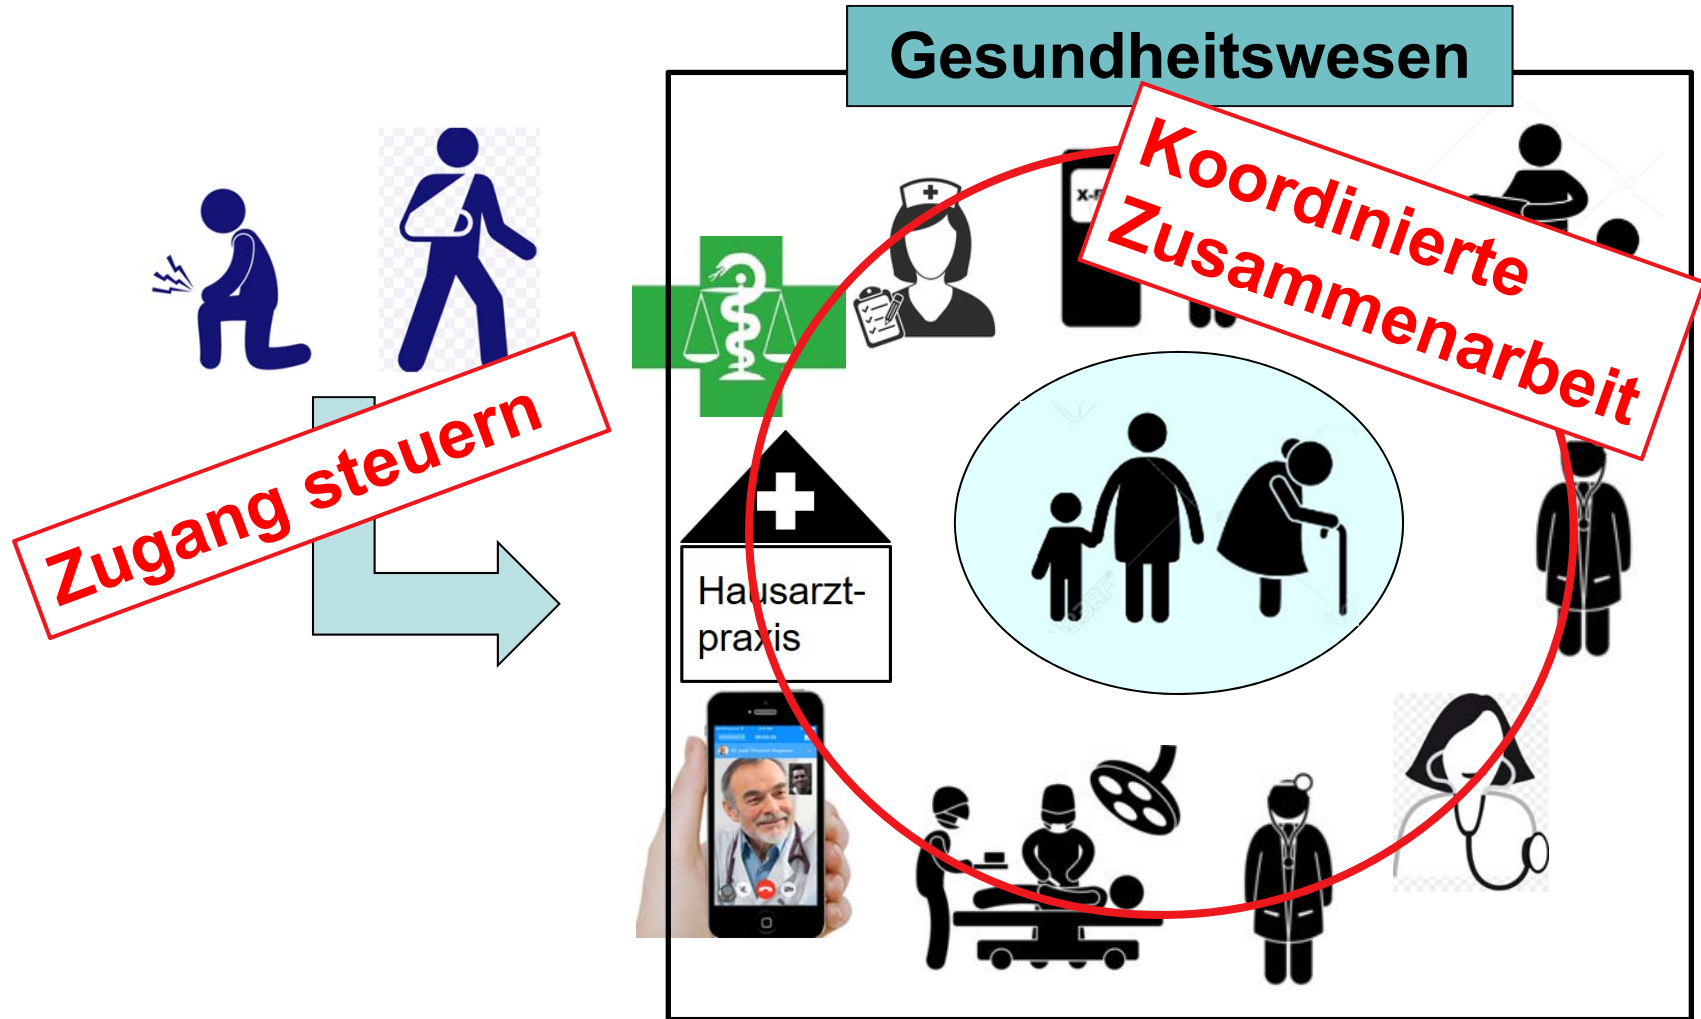 Gesundheitswesen
Koordinierte
Zusammenarbeit
Zugang steuern
Hausarzt-
praxis